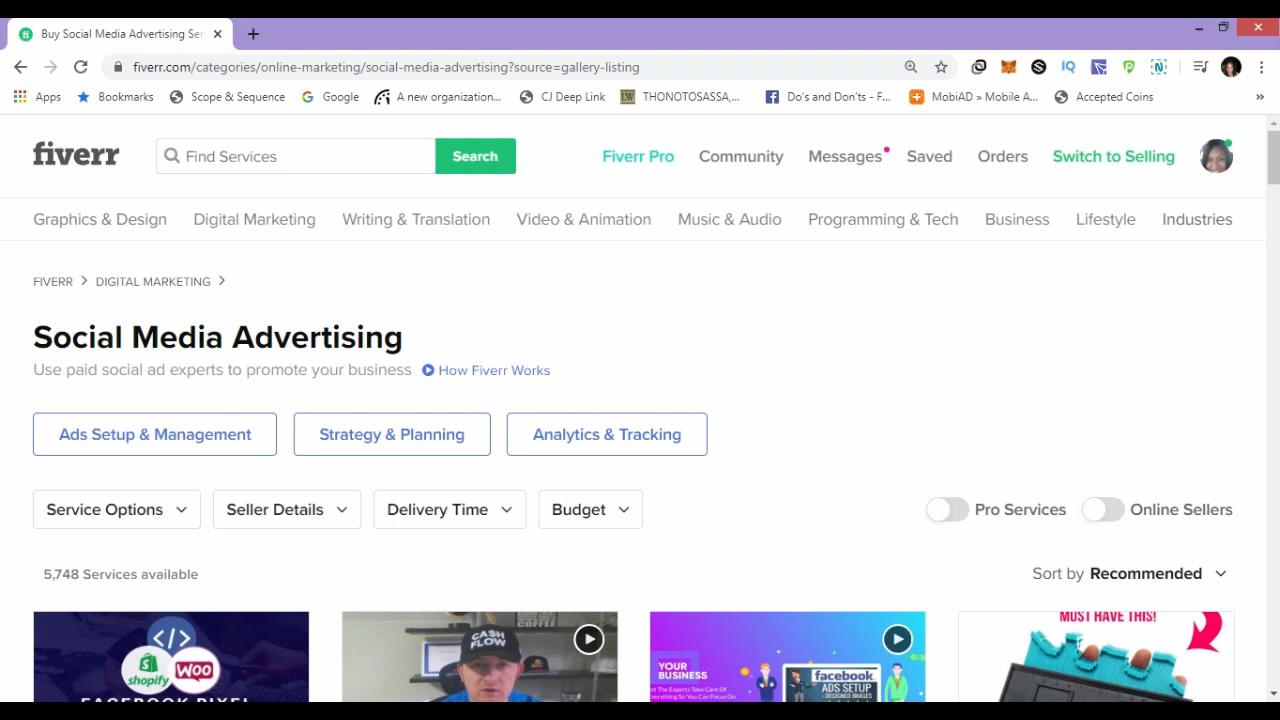 Buy Social Media Advertising Ser
fiverr.com/categories/online-marketing/social-media-advertising?source=gallery-listing
Apps Bookmarks Scope & Sequence Google A new organization... CJ Deep Link THONOTOSASSA,... Do's and Don'ts - F... MobiAD » Mobile A... Accepted Coins »
fiverr Find Services Search Fiverr Pro Community Messages Saved Orders Switch to Selling
Graphics & Design Digital Marketing Writing & Translation Video & Animation Music & Audio Programming & Tech Business Lifestyle Industries
FIVERR > DIGITAL MARKETING >
Social Media Advertising
Use paid social ad experts to promote your business How Fiverr Works
Ads Setup & Management Strategy & Planning Analytics & Tracking
Service Options Seller Details Delivery Time Budget Pro Services Online Sellers
5,748 Services available Sort by Recommended
</> shopify WOO
CASH FLOW
COFFEE
YOUR BUSINESS
facebook
ADS SETUP
MUST HAVE THIS!